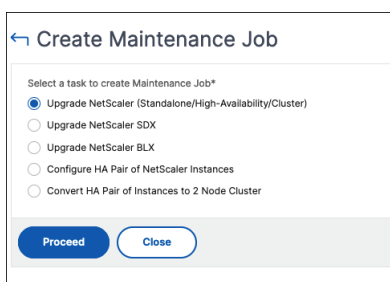 Create Maintenance Job
Select a task to create Maintenance Job*
Upgrade NetScaler (Standalone/High-Availability/Cluster)
Upgrade NetScaler SDX
Upgrade NetScaler BLX
Configure HA Pair of NetScaler Instances
Convert HA Pair of Instances to 2 Node Cluster
Proceed
Close